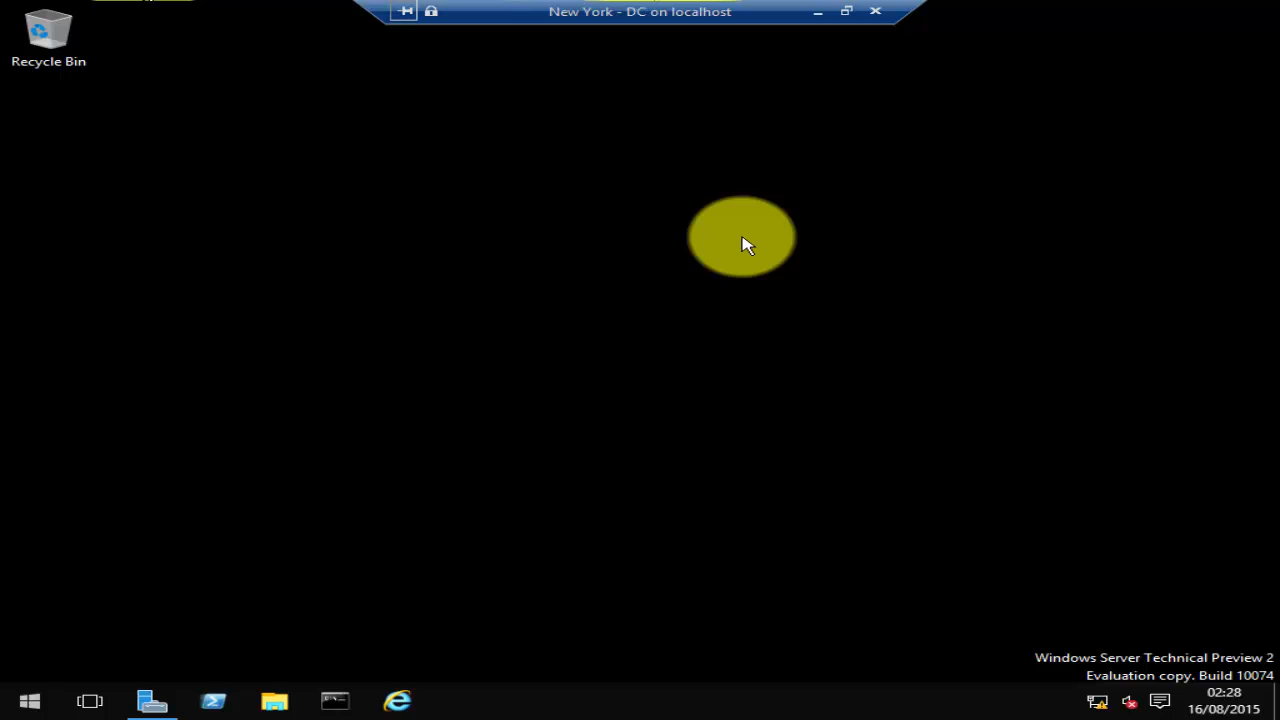 New York - DC on localhost
Recycle Bin
Windows Server Technical Preview 2
Evaluation copy. Build 10074
02:28
16/08/2015